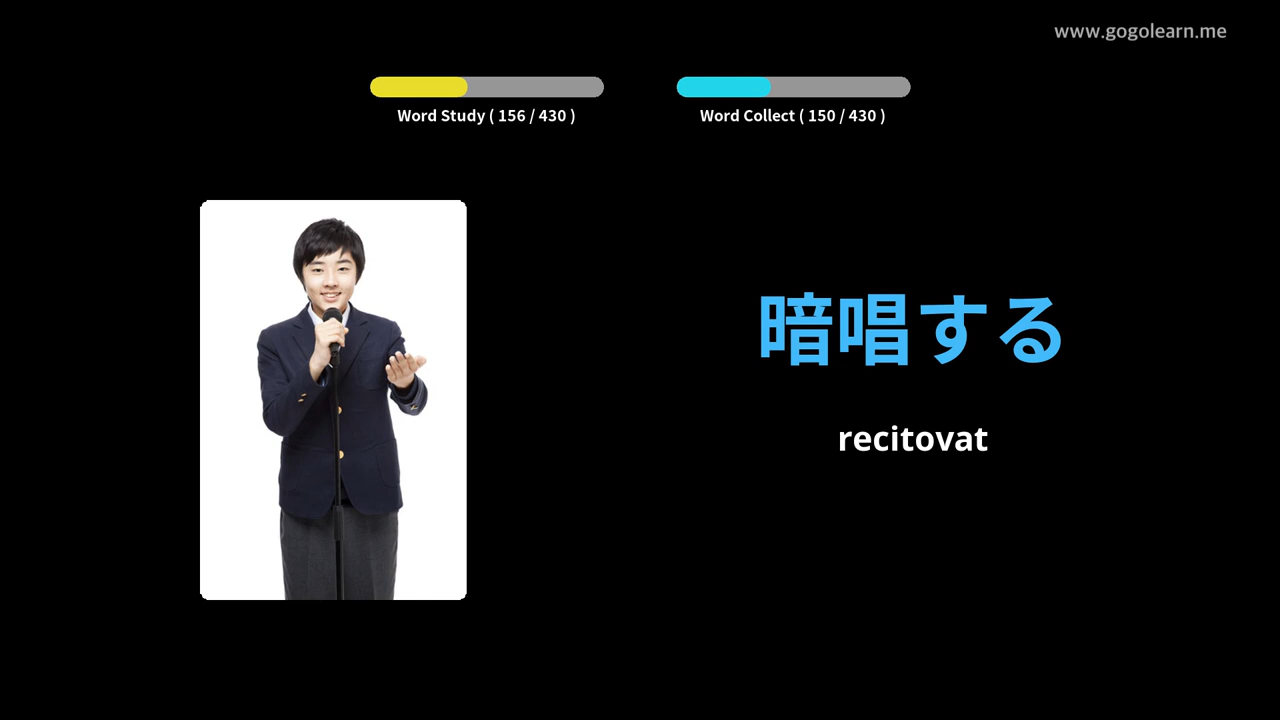 www.gogolearn.me
Word Study ( 156 / 430 )
Word Collect ( 150 / 430 )
暗唱する
recitovat